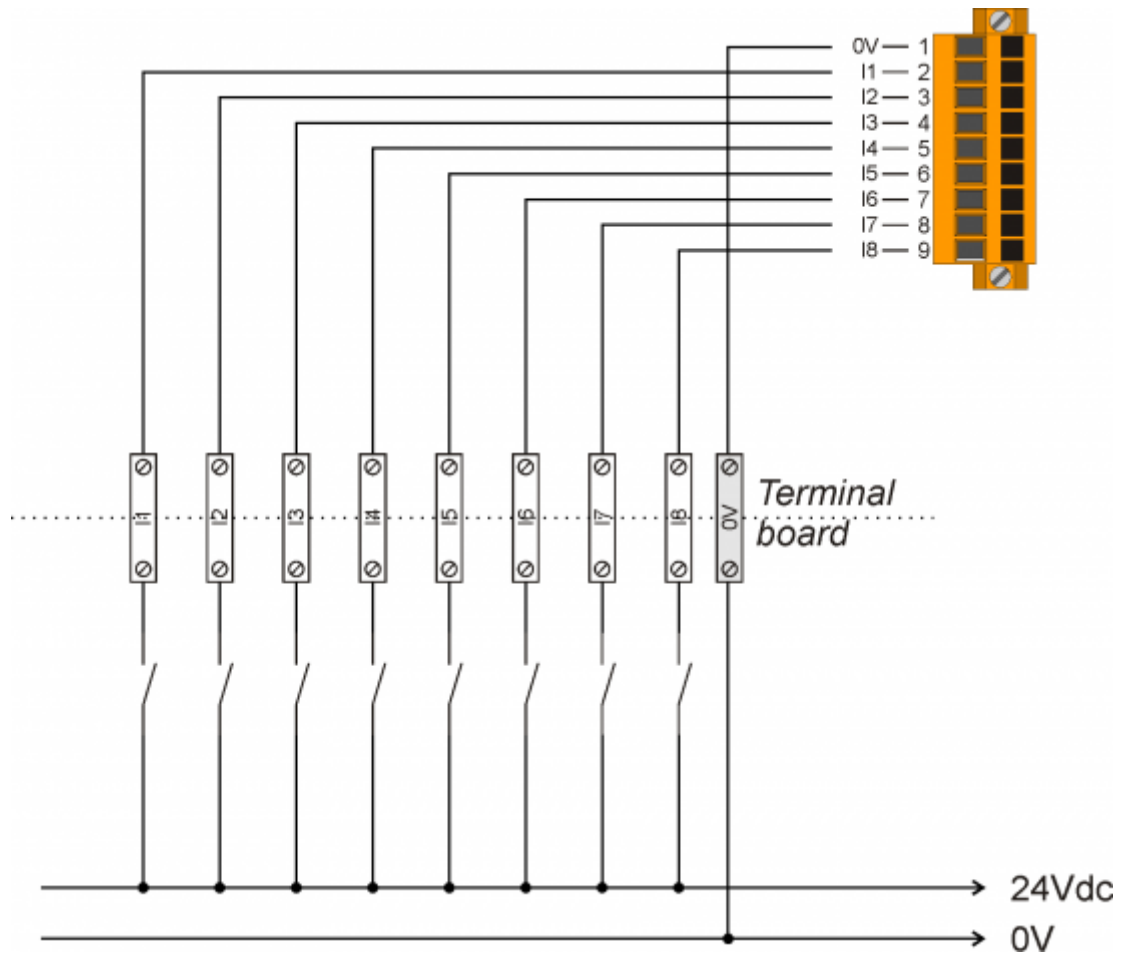 0V — 1
I1 — 2
I2 — 3
I3 — 4
I4 — 5
I5 — 6
I6 — 7
I7 — 8
I8 — 9
I1 I2 I3 I4 I5 I6 I7 I8 0V
Terminal
board
24Vdc
0V